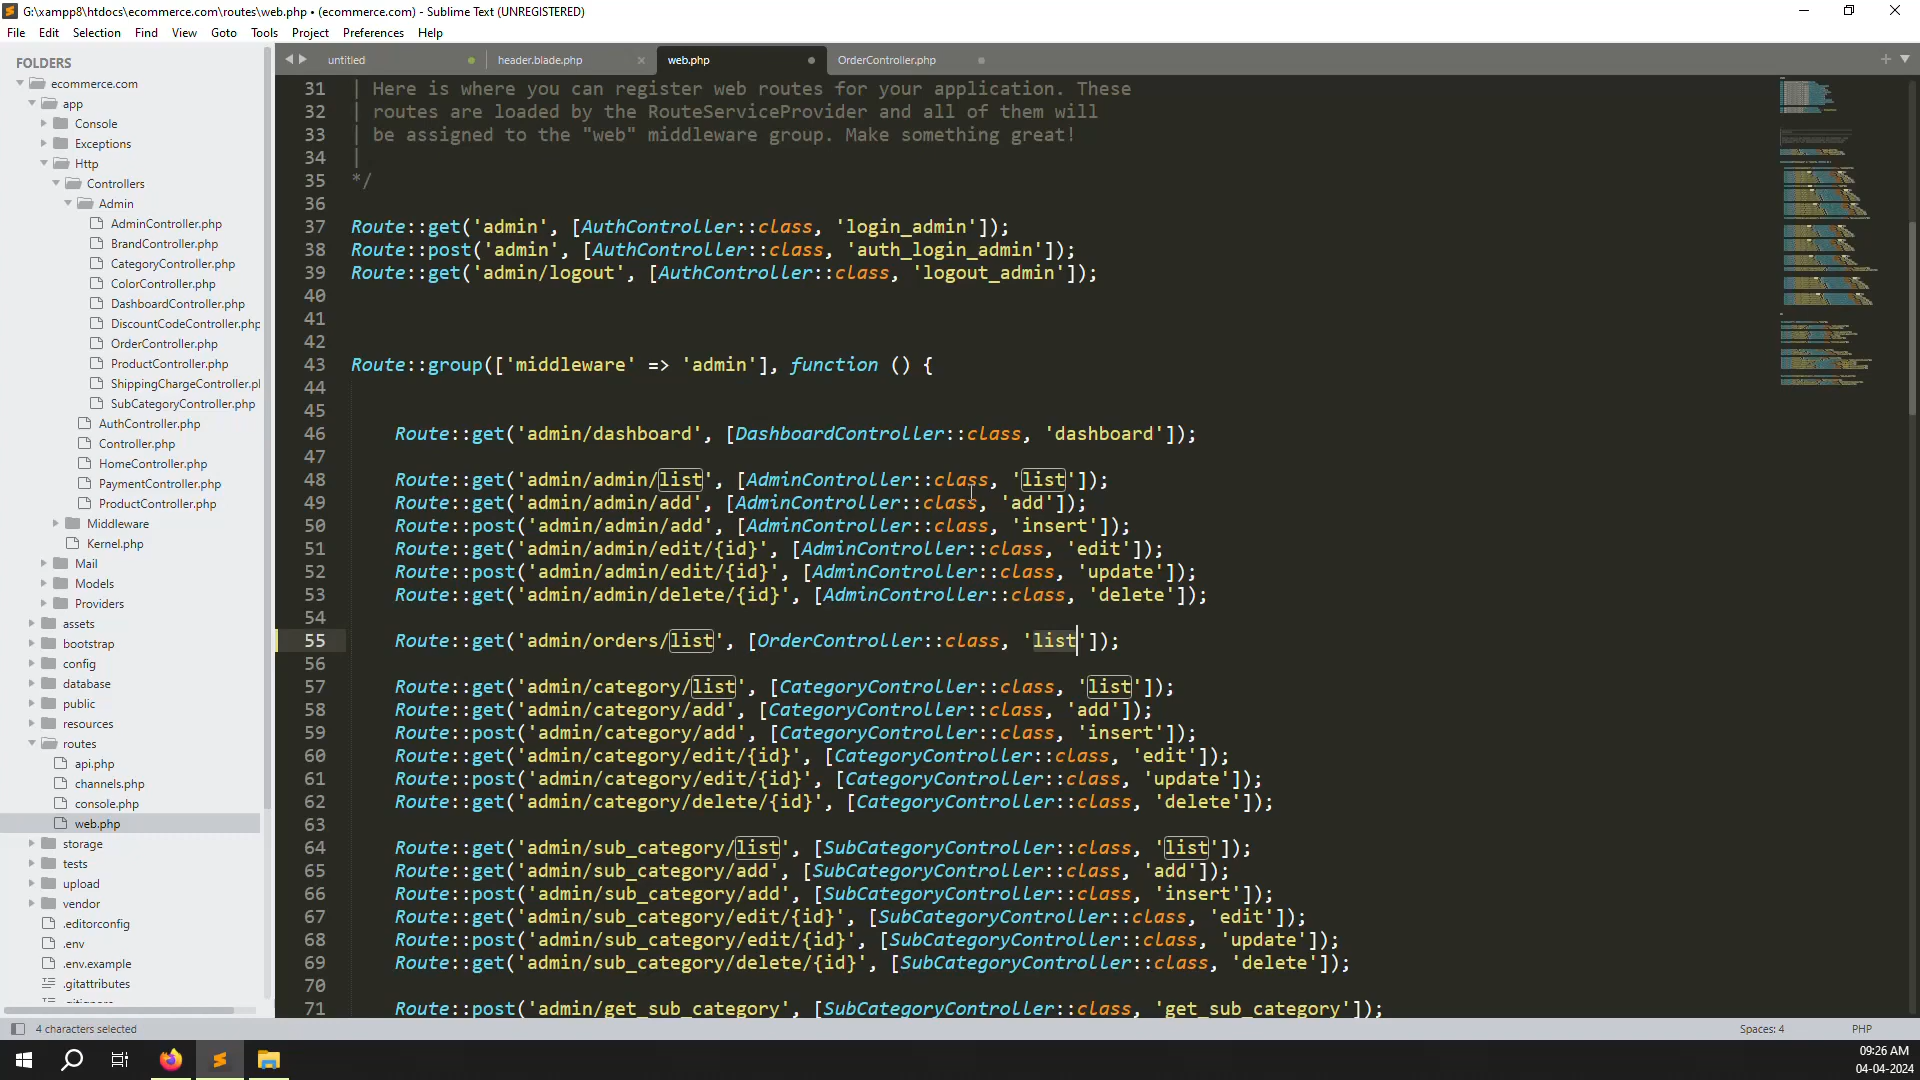 G:\xampp8\htdocs\ecommerce.com\routes\web.php • (ecommerce.com) - Sublime Text (UNREGISTERED)
File Edit Selection Find View Goto Tools Project Preferences Help
FOLDERS
ecommerce.com
app
Console
Exceptions
Http
Controllers
Admin
AdminController.php
BrandController.php
CategoryController.php
ColorController.php
DashboardController.php
DiscountCodeController.php
OrderController.php
ProductController.php
ShippingChargeController.pl
SubCategoryController.php
AuthController.php
Controller.php
HomeController.php
PaymentController.php
ProductController.php
Middleware
Kernel.php
Mail
Models
Providers
assets
bootstrap
config
database
public
resources
routes
api.php
channels.php
console.php
web.php
storage
tests
upload
vendor
.editorconfig
.env
.env.example
.gitattributes
untitled header.blade.php web.php OrderController.php
31 | Here is where you can register web routes for your application. These
32 | routes are loaded by the RouteServiceProvider and all of them will
33 | be assigned to the "web" middleware group. Make something great!
34 |
35 */
36
37 Route::get('admin', [AuthController::class, 'login_admin']);
38 Route::post('admin', [AuthController::class, 'auth_login_admin']);
39 Route::get('admin/logout', [AuthController::class, 'logout_admin']);
40
41
42
43 Route::group(['middleware' => 'admin'], function () {
44
45
46 Route::get('admin/dashboard', [DashboardController::class, 'dashboard']);
47
48 Route::get('admin/admin/list', [AdminController::class, 'list']);
49 Route::get('admin/admin/add', [AdminController::class, 'add']);
50 Route::post('admin/admin/add', [AdminController::class, 'insert']);
51 Route::get('admin/admin/edit/{id}', [AdminController::class, 'edit']);
52 Route::post('admin/admin/edit/{id}', [AdminController::class, 'update']);
53 Route::get('admin/admin/delete/{id}', [AdminController::class, 'delete']);
54
55 Route::get('admin/orders/list', [OrderController::class, 'list']);
56
57 Route::get('admin/category/list', [CategoryController::class, 'list']);
58 Route::get('admin/category/add', [CategoryController::class, 'add']);
59 Route::post('admin/category/add', [CategoryController::class, 'insert']);
60 Route::get('admin/category/edit/{id}', [CategoryController::class, 'edit']);
61 Route::post('admin/category/edit/{id}', [CategoryController::class, 'update']);
62 Route::get('admin/category/delete/{id}', [CategoryController::class, 'delete']);
63
64 Route::get('admin/sub_category/list', [SubCategoryController::class, 'list']);
65 Route::get('admin/sub_category/add', [SubCategoryController::class, 'add']);
66 Route::post('admin/sub_category/add', [SubCategoryController::class, 'insert']);
67 Route::get('admin/sub_category/edit/{id}', [SubCategoryController::class, 'edit']);
68 Route::post('admin/sub_category/edit/{id}', [SubCategoryController::class, 'update']);
69 Route::get('admin/sub_category/delete/{id}', [SubCategoryController::class, 'delete']);
70
71 Route::post('admin/get_sub_category', [SubCategoryController::class, 'get_sub_category']);
4 characters selected Spaces: 4 PHP
09:26 AM
04-04-2024